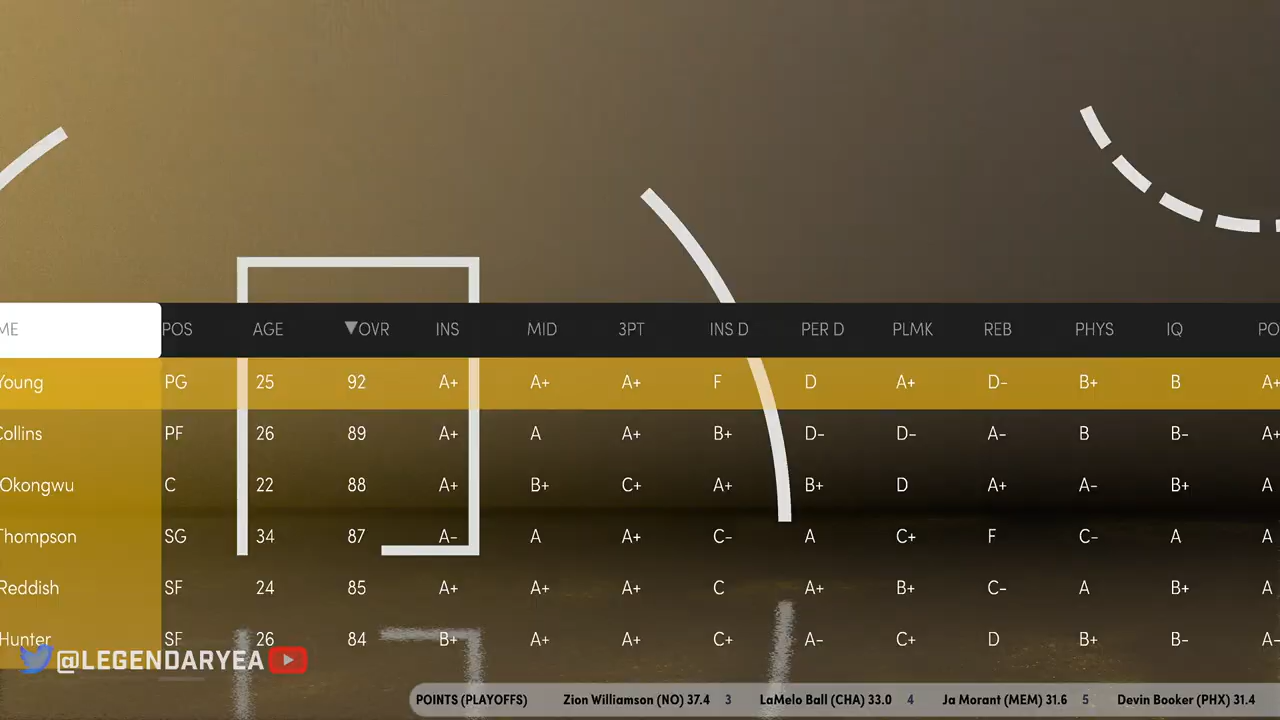 ME POS AGE ▼OVR INS MID 3PT INS D PER D PLMK REB PHYS IQ PO
Young PG 25 92 A+ A+ A+ F D A+ D- B+ B A+
Collins PF 26 89 A+ A A+ B+ D- D- A- B B- A+
Okongwu C 22 88 A+ B+ C+ A+ B+ D A+ A- B+ A
Thompson SG 34 87 A- A A+ C- A C+ F C- A A
Reddish SF 24 85 A+ A+ A+ C A+ B+ C- A B+ A
Hunter SF 26 84 B+ A+ A+ C+ A- C+ D B+ B- A-
@LEGENDARYEA
POINTS (PLAYOFFS) Zion Williamson (NO) 37.4 3 LaMelo Ball (CHA) 33.0 4 Ja Morant (MEM) 31.6 5 Devin Booker (PHX) 31.4